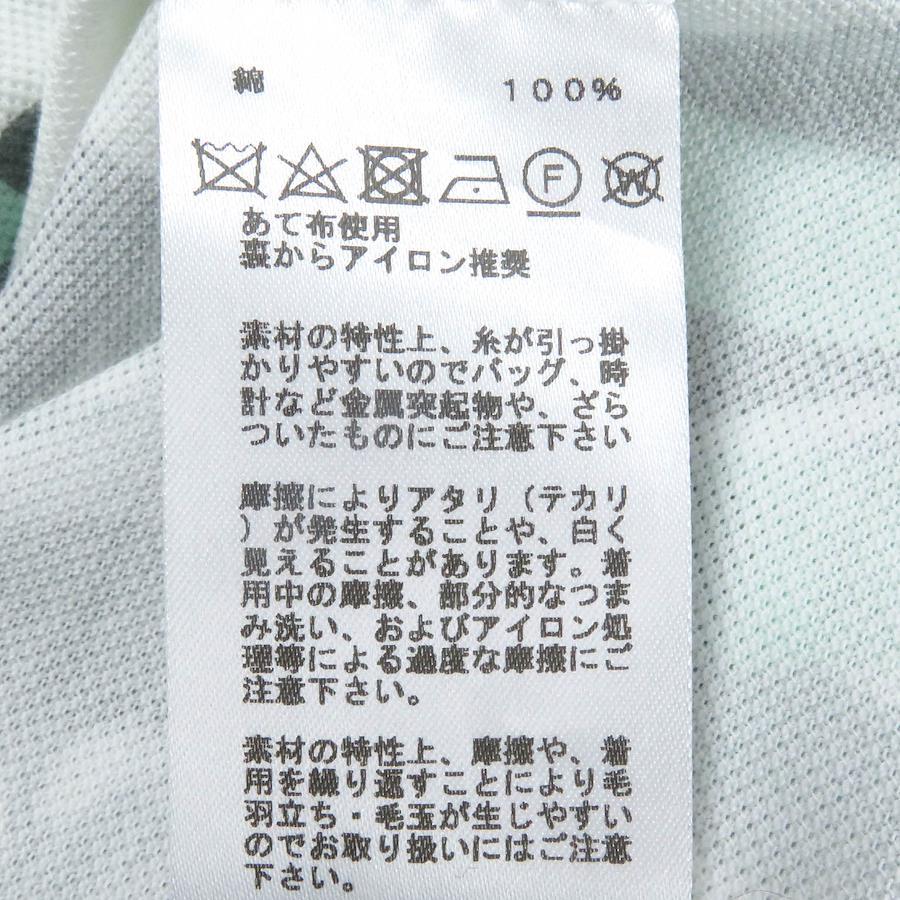 綿 100%
F W
あて布使用
裏からアイロン推奨
素材の特性上、糸が引っ掛
かりやすいのでバッグ、時
計など金属突起物や、ざら
ついたものにご注意下さい
摩擦によりアタリ（テカリ
）が発生することや、白く
見えることがあります。着
用中の摩擦、部分的なつま
み洗い、およびアイロン処
理等による過度な摩擦にご
注意下さい。
素材の特性上、摩擦や、着
用を繰り返すことにより毛
羽立ち・毛玉が生じやすい
のでお取り扱いにはご注意
下さい。